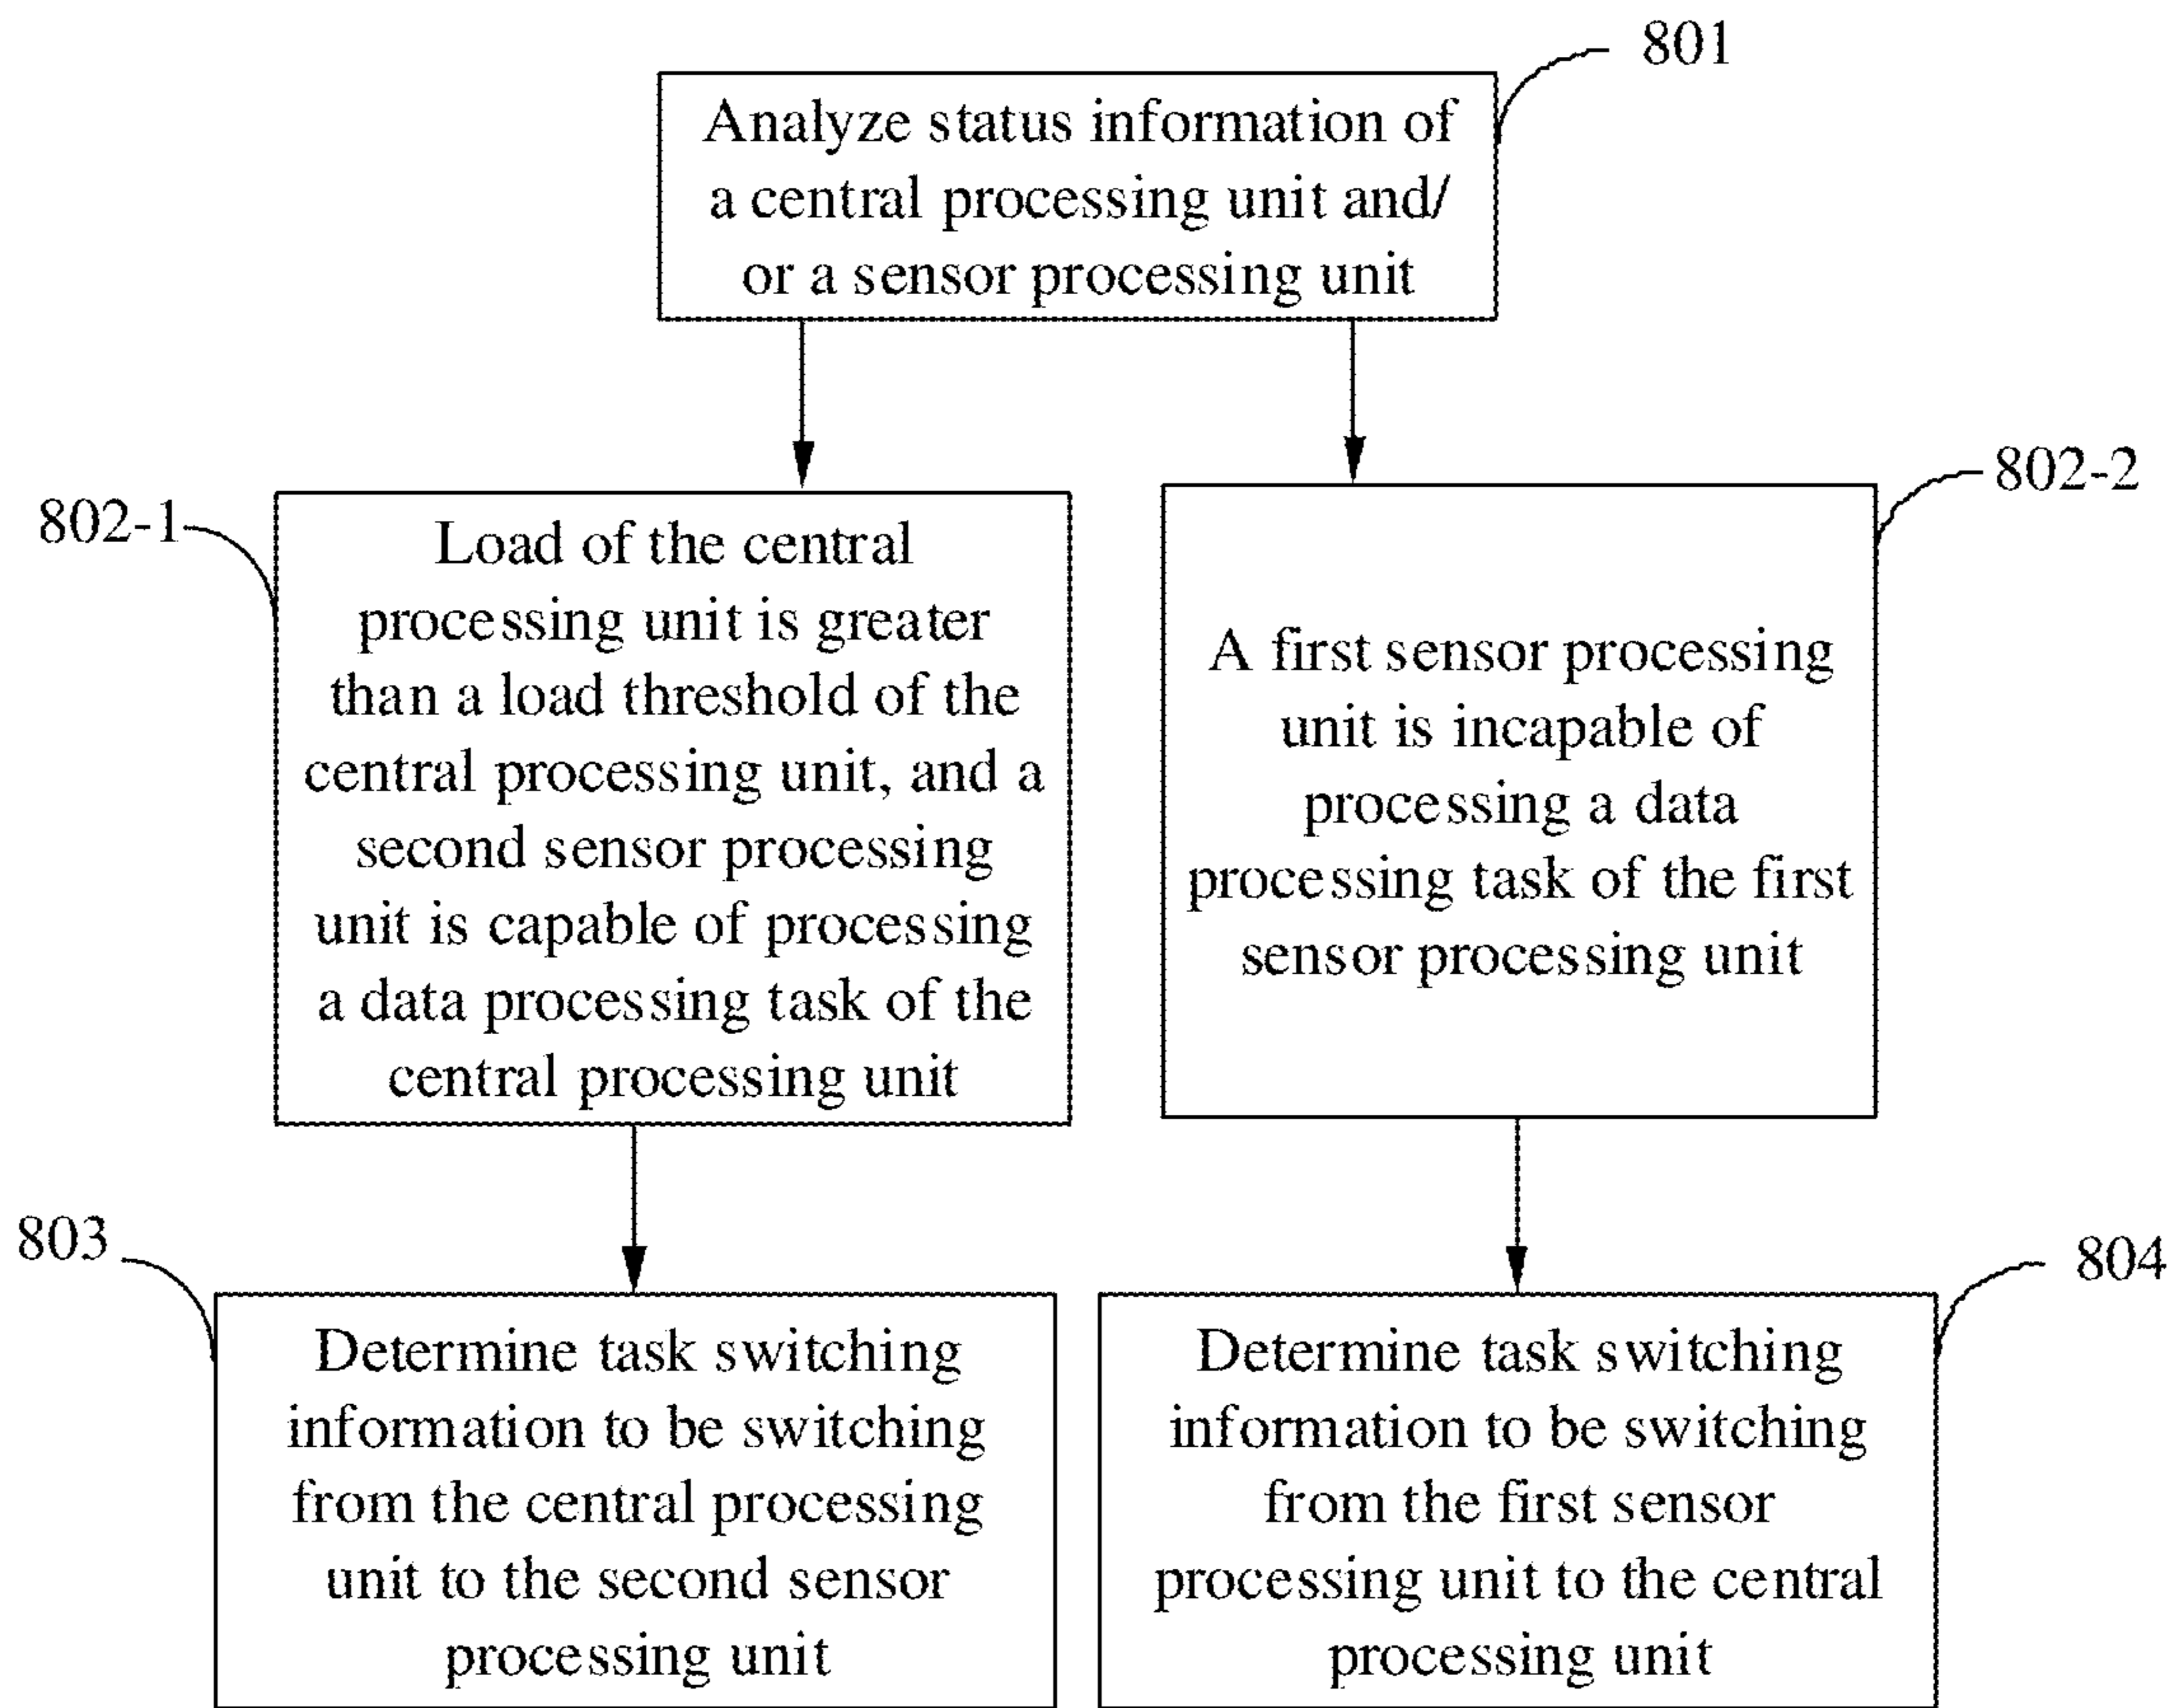 801
Analyze status information of
a central processing unit and/
or a sensor processing unit
802-1
Load of the central
processing unit is greater
than a load threshold of the
central processing unit, and a
second sensor processing
unit is capable of processing
a data processing task of the
central processing unit
802-2
A first sensor processing
unit is incapable of
processing a data
processing task of the first
sensor processing unit
803
Determine task switching
information to be switching
from the central processing
unit to the second sensor
processing unit
804
Determine task switching
information to be switching
from the first sensor
processing unit to the central
processing unit